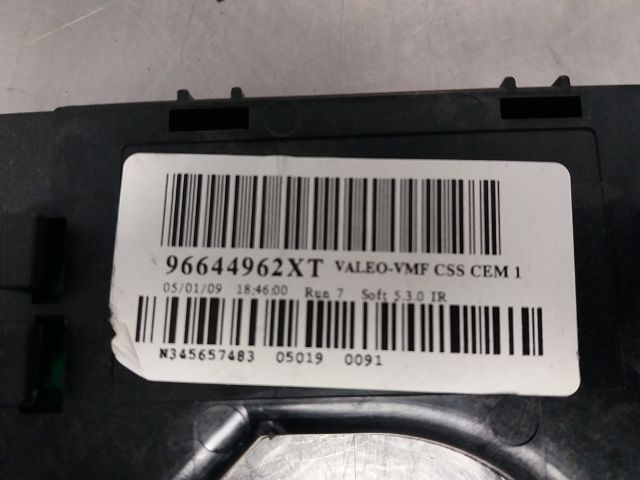 96644962XT VALEO-VMF CSS CEM 1
05/01/09 18:46:00 Run 7 Soft 5.3.0 IR
N345657483 05019 0091